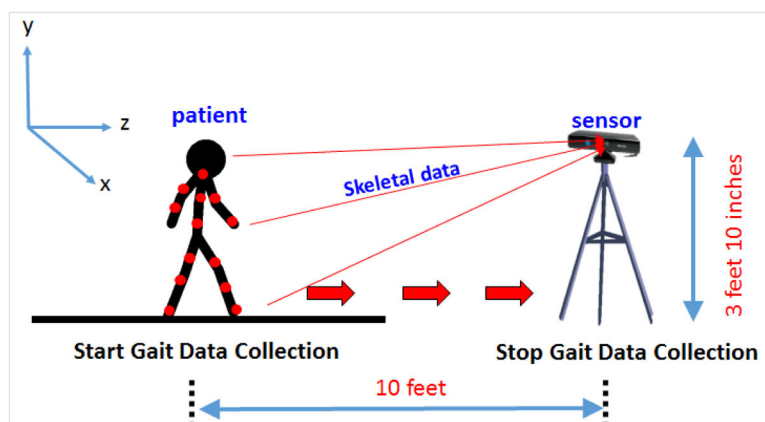 y
z
x
patient
sensor
Skeletal data
3 feet 10 inches
Start Gait Data Collection
Stop Gait Data Collection
10 feet